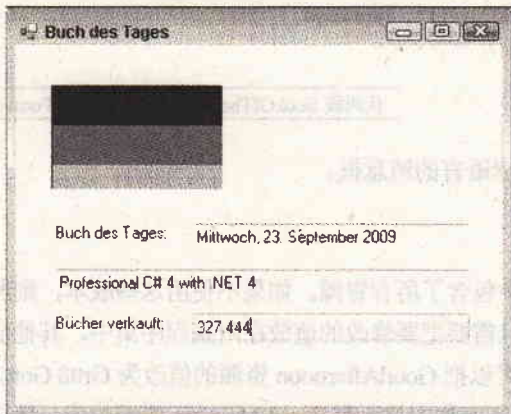 Buch des Tages
Buch des Tages:
Mittwoch, 23. September 2009
Professional C# 4 with .NET 4
Bücher verkauft:
327.444